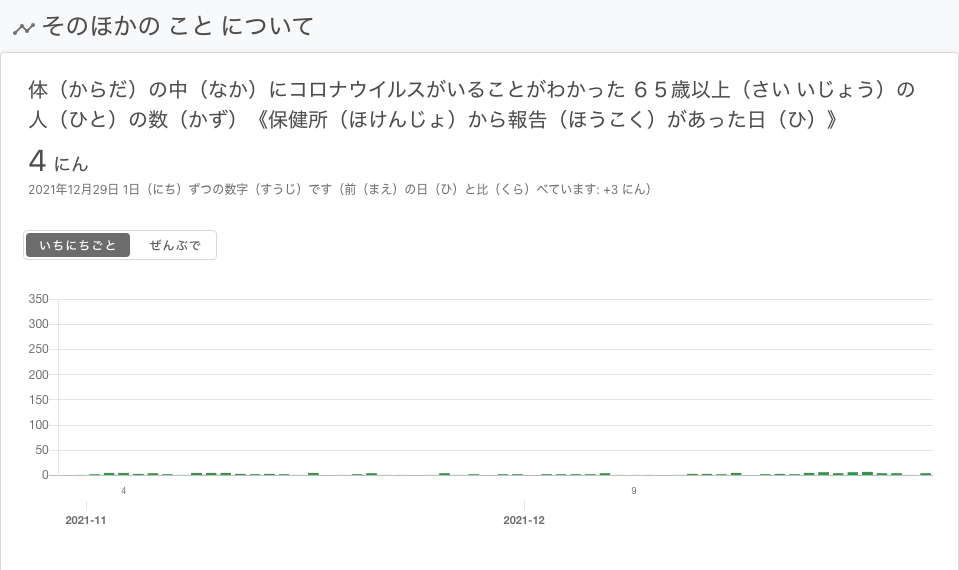 そのほかの こと について
体（からだ）の中（なか）にコロナウイルスがいることがわかった ６５歳以上（さい いじょう）の
人（ひと）の数（かず）《保健所（ほけんじょ）から報告（ほうこく）があった日（ひ）》
4 にん
2021年12月29日 1日（にち）ずつの数字（すうじ）です（前（まえ）の日（ひ）と比（くら）べています: +3 にん）
いちにちごと ぜんぶで
350
300
250
200
150
100
50
0
4 9
2021-11 2021-12